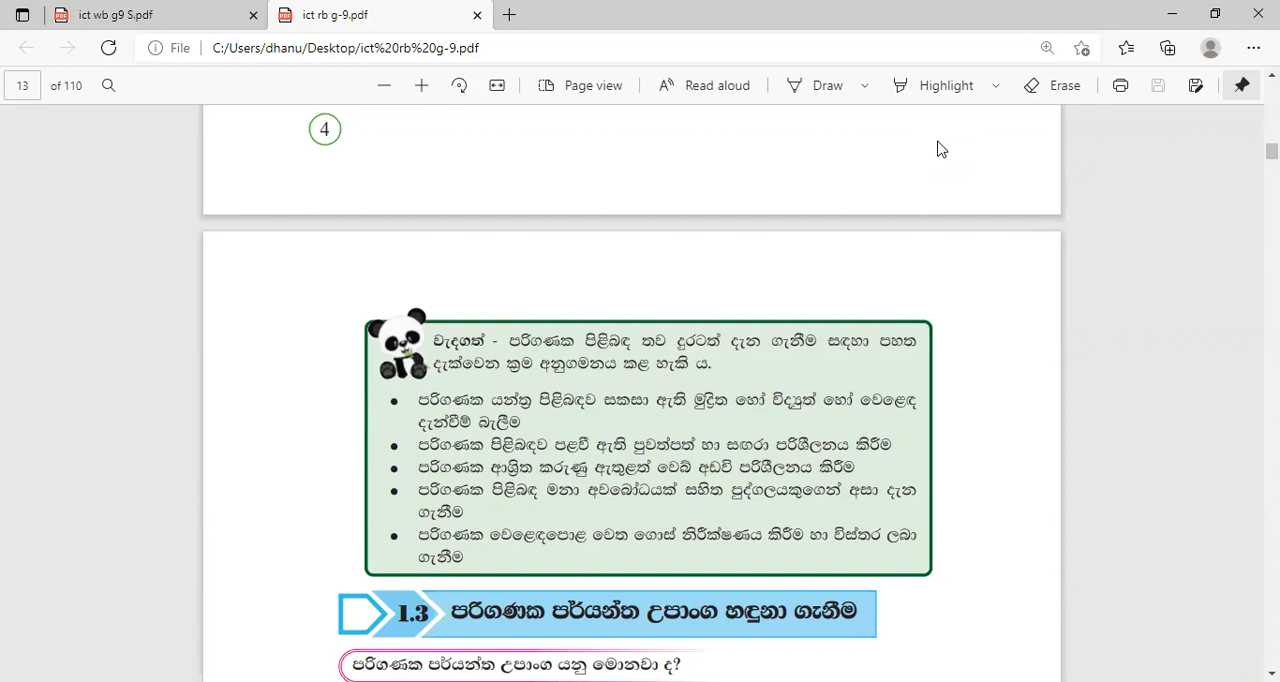 ict wb g9 S.pdf
ict rb g-9.pdf
File
C:/Users/dhanu/Desktop/ict%20rb%20g-9.pdf
13 of 110
Page view
Read aloud
Draw
Highlight
Erase
4
වැදගත් - පරිගණක පිළිබඳ තව දුරටත් දැන ගැනීම සඳහා පහත
දැක්වෙන ක්‍රම අනුගමනය කළ හැකි ය.
• පරිගණක යන්ත්‍ර පිළිබඳව සකසා ඇති මුද්‍රිත හෝ විද්‍යුත් හෝ වෙළෙඳ
දැන්වීම් බැලීම
• පරිගණක පිළිබඳව පළවී ඇති පුවත්පත් හා සඟරා පරිශීලනය කිරීම
• පරිගණක ආශ්‍රිත කරුණු ඇතුළත් වෙබ් අඩවි පරිශීලනය කිරීම
• පරිගණක පිළිබඳ මනා අවබෝධයක් සහිත පුද්ගලයකුගෙන් අසා දැන
ගැනීම
• පරිගණක වෙළෙඳපොළ වෙත ගොස් නිරීක්ෂණය කිරීම හා විස්තර ලබා
ගැනීම
1.3 පරිගණක පර්යන්ත උපාංග හඳුනා ගැනීම
පරිගණක පර්යන්ත උපාංග යනු මොනවා ද?